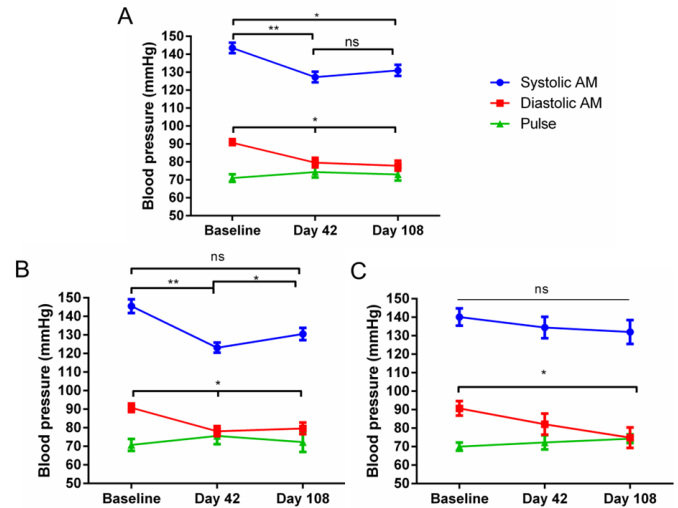 A
*
**
ns
*
150
140
130
120
110
100
90
80
70
60
50
Blood pressure (mmHg)
Baseline Day 42 Day 108
Systolic AM
Diastolic AM
Pulse
B
ns
** *
*
150
140
130
120
110
100
90
80
70
60
50
Blood pressure (mmHg)
Baseline Day 42 Day 108
C
ns
*
150
140
130
120
110
100
90
80
70
60
50
Blood pressure (mmHg)
Baseline Day 42 Day 108